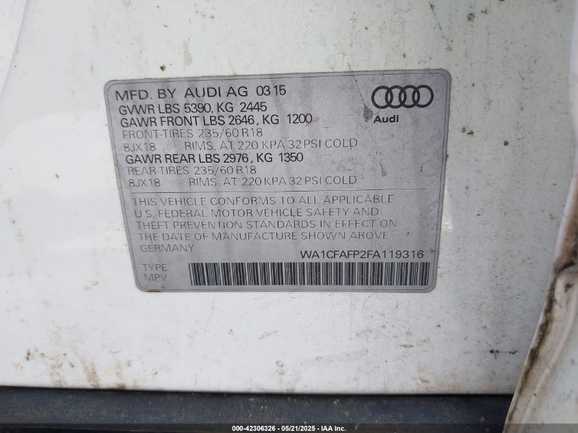 MFD. BY AUDI AG 03 15
GVWR LBS 5390, KG 2445
GAWR FRONT LBS 2646, KG 1200
FRONT-TIRES 235/60 R18
8JX18 RIMS, AT 220 KPA 32 PSI COLD
GAWR REAR LBS 2976, KG 1350
REAR TIRES 235/60 R18
8JX18 RIMS, AT 220 KPA 32 PSI COLD
Audi
THIS VEHICLE CONFORMS TO ALL APPLICABLE
U.S. FEDERAL MOTOR VEHICLE SAFETY AND
THEFT PREVENTION STANDARDS IN EFFECT ON
THE DATE OF MANUFACTURE SHOWN ABOVE.
GERMANY
WA1CFAFP2FA119316
TYPE
MPV
000-42306326 - 05/21/2025 - IAA Inc.